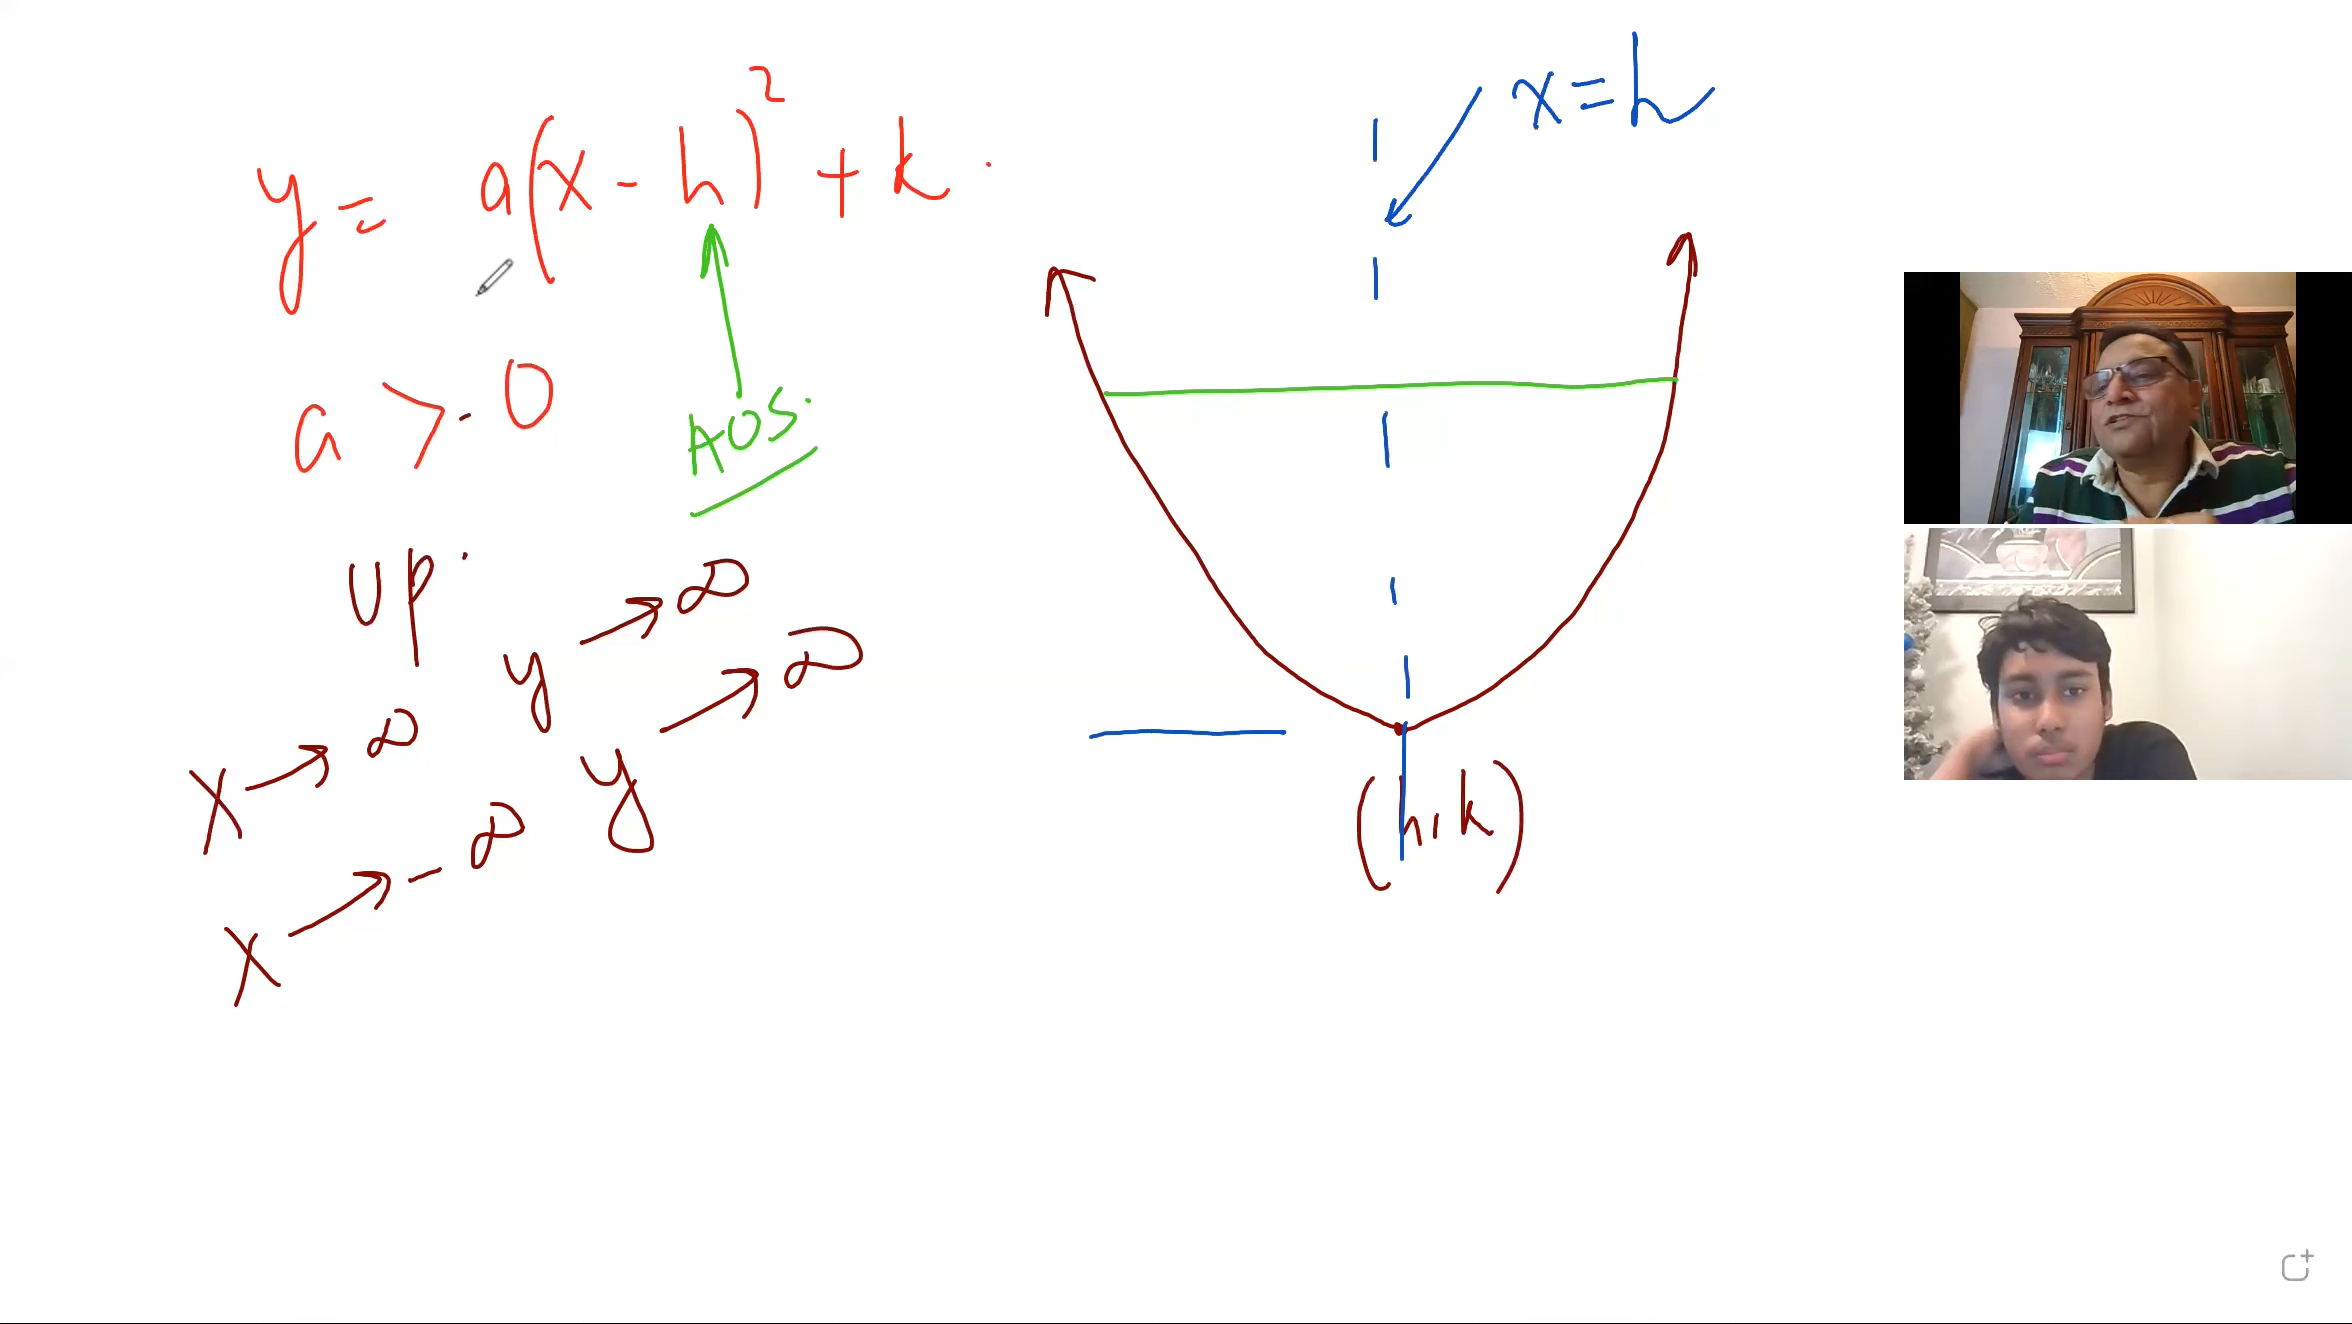 y = a(x - h)² + k.
x = h
a > 0
AOS.
UP.
x → ∞ y → ∞
x → -∞ y → ∞
(h,k)